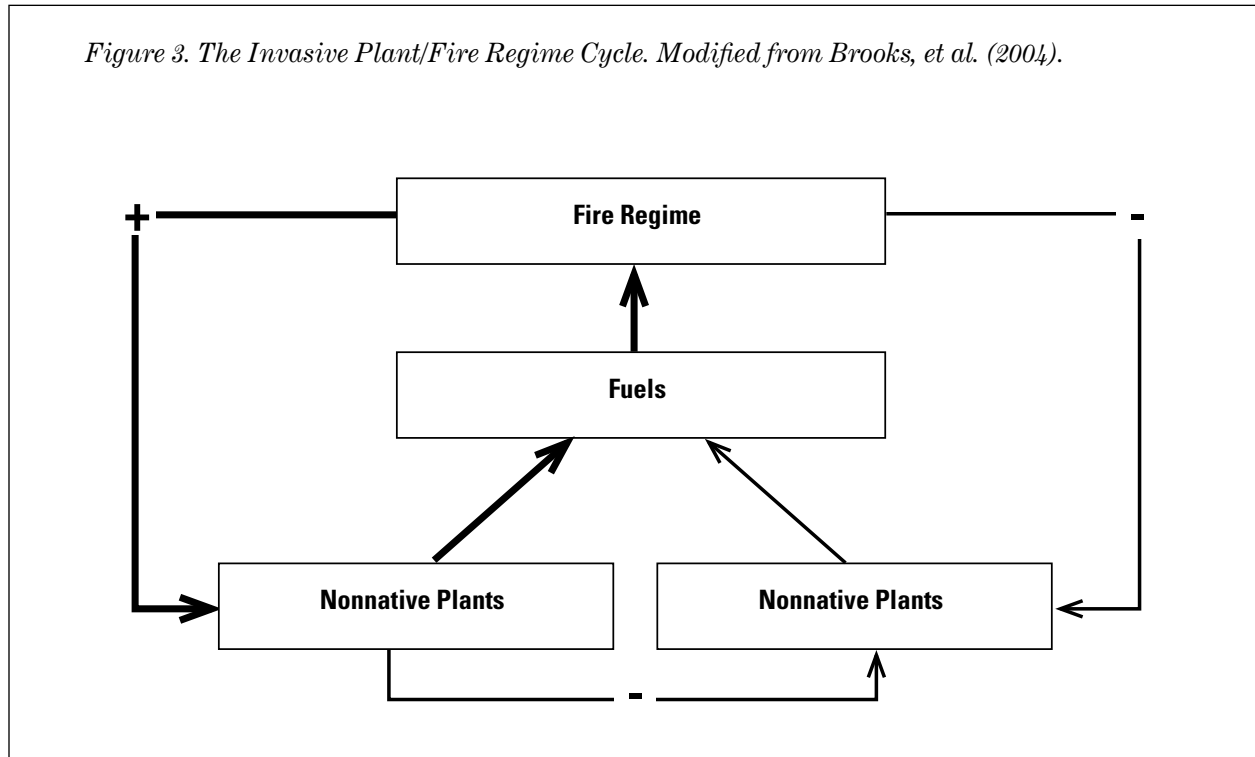 Figure 3. The Invasive Plant/Fire Regime Cycle. Modified from Brooks, et al. (2004).
+
Fire Regime
-
Fuels
Nonnative Plants
Nonnative Plants
-